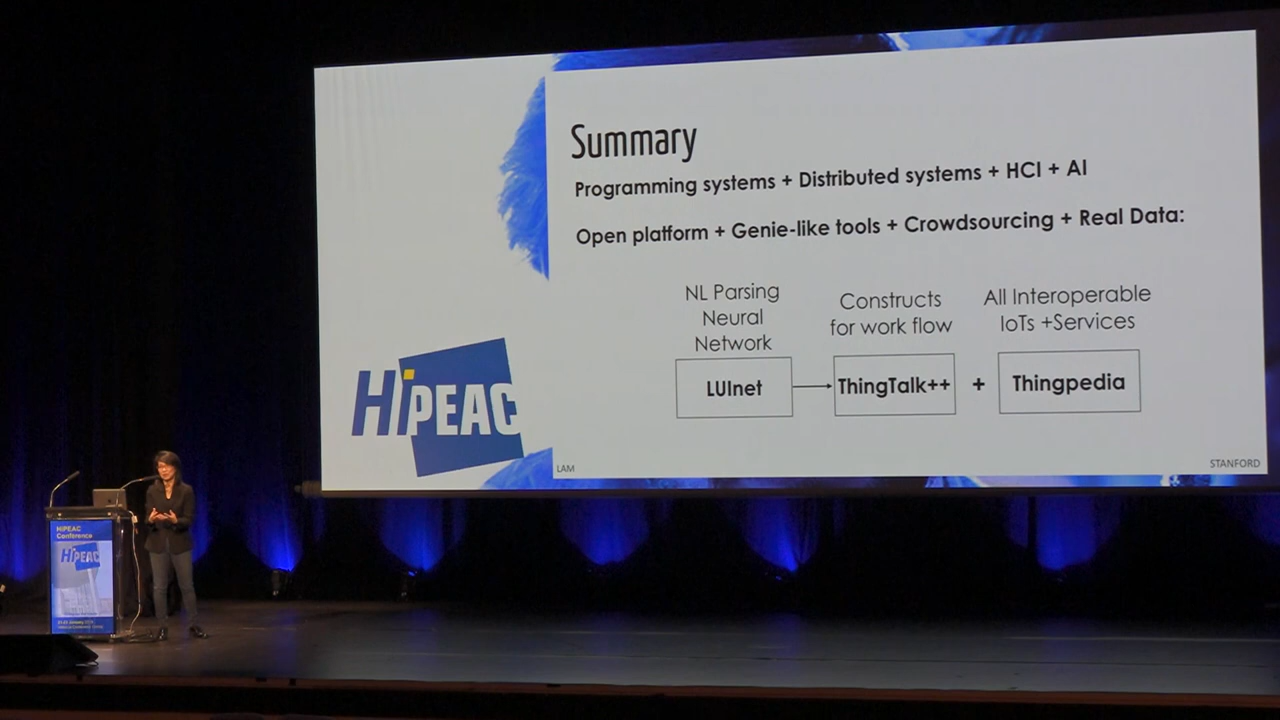 Summary
Programming systems + Distributed systems + HCI + AI
Open platform + Genie-like tools + Crowdsourcing + Real Data:
NL Parsing
Neural
Network
Constructs
for work flow
All Interoperable
IoTs +Services
LUInet
ThingTalk++
+
Thingpedia
HiPEAC
LAM
STANFORD
HiPEAC
Conference
HiPEAC